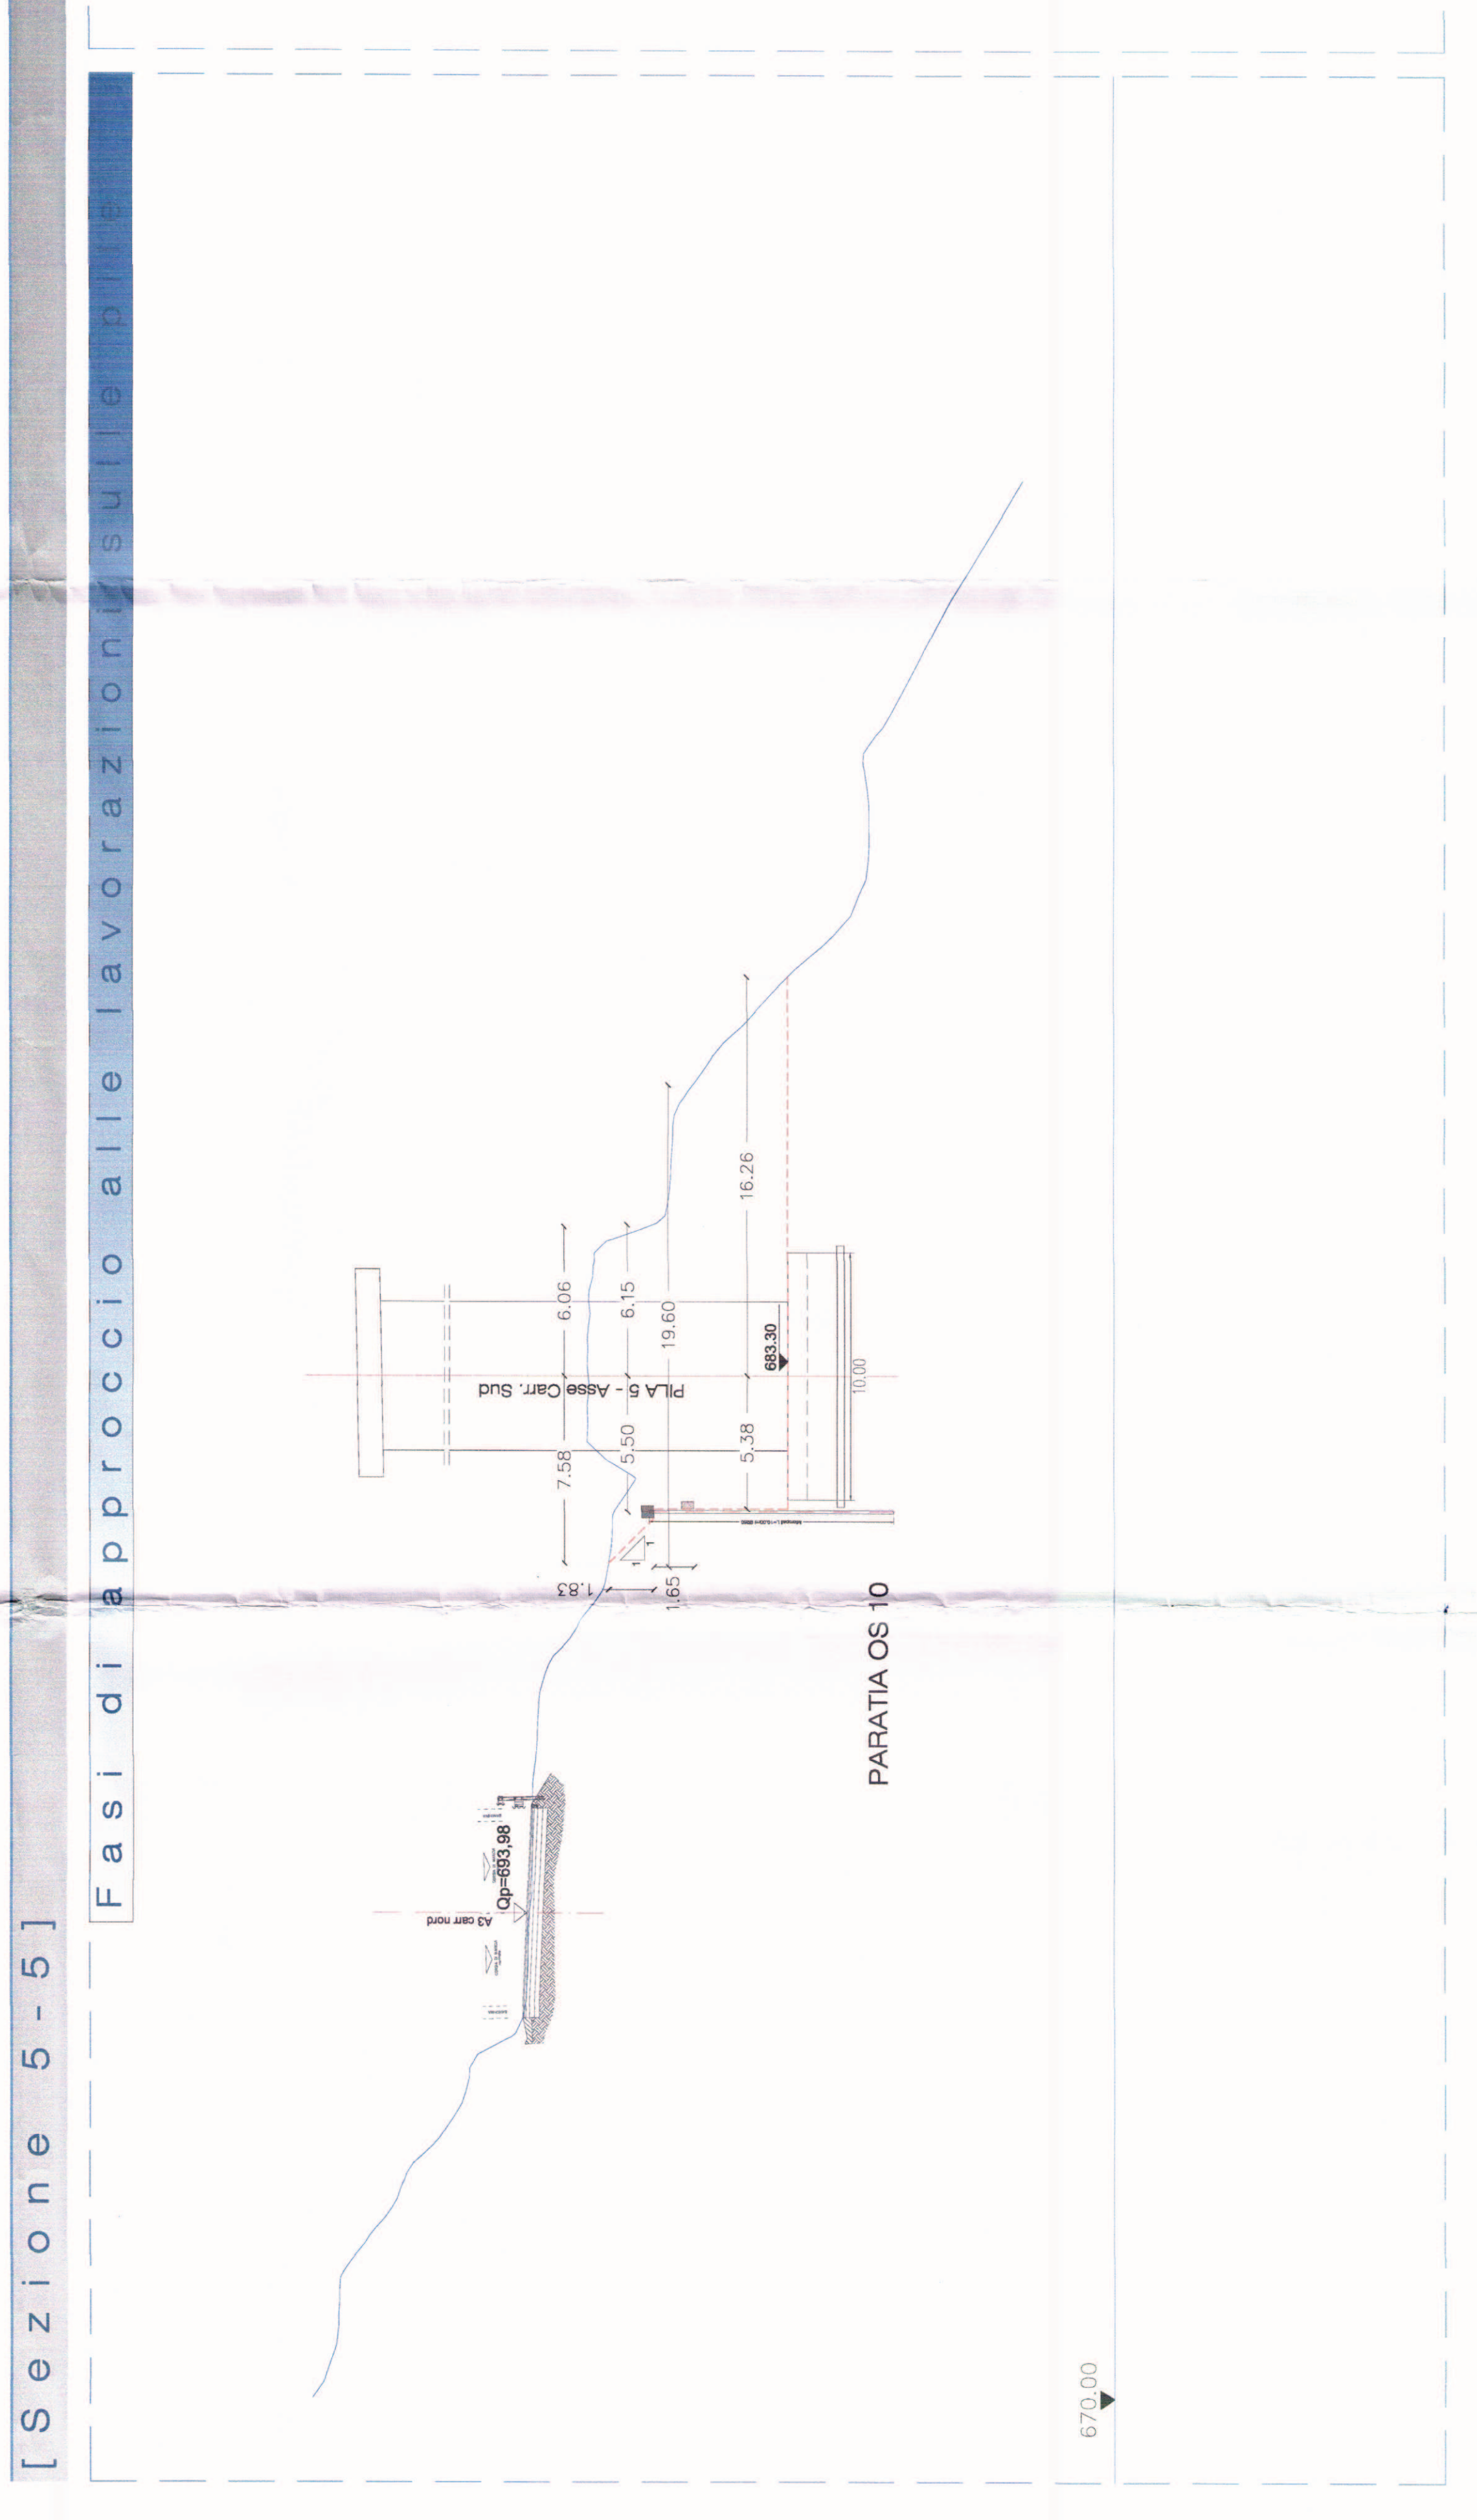 [Sezione 5-5]
Fasi di approccio alle lavorazioni sulle pile
A3 carr nord
Qp=693,98
PILA 5 - Asse Carr. Sud
7.58
6.06
5.50
6.15
19.60
5.38
16.26
683.30
10.00
1.83
1.65
1
1
PARATIA OS 10
670.00